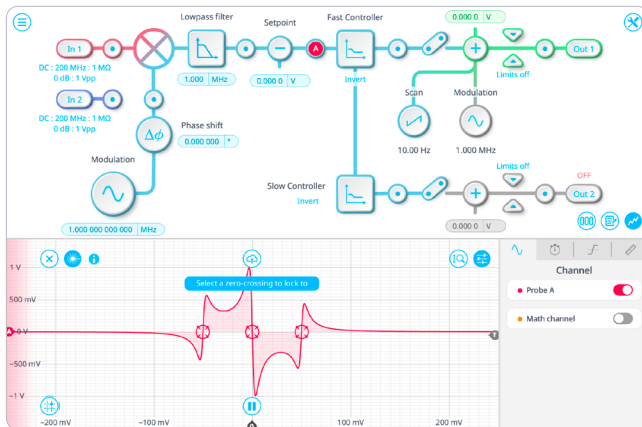 Lowpass filter
Setpoint
Fast Controller
0.000 0 V
In 1
A
Out 1
DC : 200 MHz : 1 MΩ
0 dB : 1 Vpp
1.000 MHz
0.000 0 V
Invert
Limits off
In 2
Scan
Modulation
DC : 200 MHz : 1 MΩ
0 dB : 1 Vpp
Phase shift
Δϕ
0.000 000 °
10.00 Hz
1.000 MHz
Modulation
Limits off
Slow Controller
OFF
Invert
Out 2
1.000 000 000 000 MHz
0.000 0 V
1 V
Select a zero-crossing to lock to
500 mV
A
0 V
T
−500 mV
−1 V
−200 mV
−100 mV
100 mV
200 mV
Channel
Probe A
Math channel